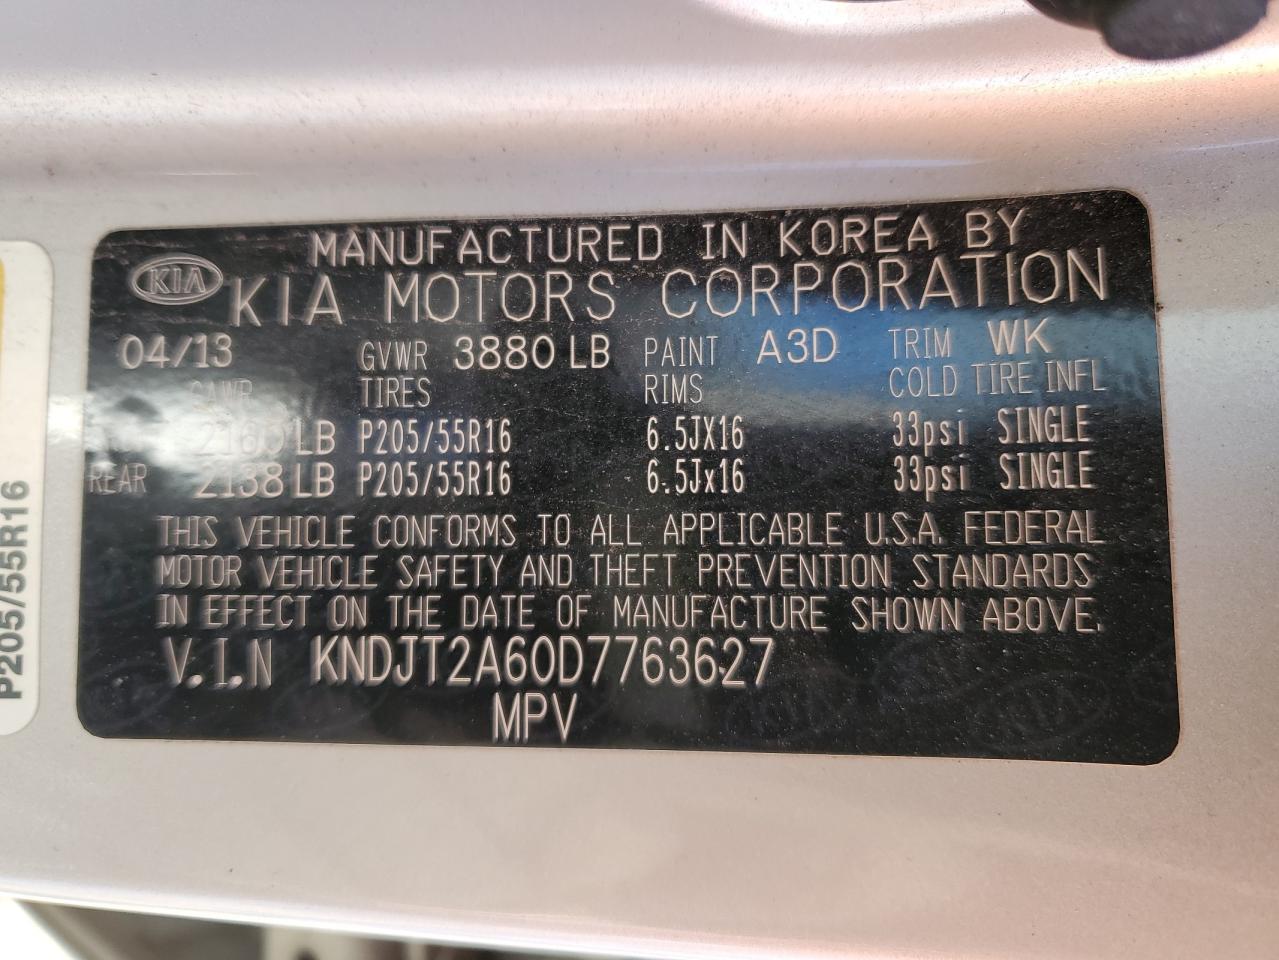 MANUFACTURED IN KOREA BY
KIA KIA MOTORS CORPORATION
04/13 GVWR 3880 LB PAINT A3D TRIM WK
GAWR TIRES RIMS COLD TIRE INFL
2160 LB P205/55R16 6.5JX16 33psi SINGLE
REAR 2138 LB P205/55R16 6.5Jx16 33psi SINGLE
THIS VEHICLE CONFORMS TO ALL APPLICABLE U.S.A. FEDERAL
MOTOR VEHICLE SAFETY AND THEFT PREVENTION STANDARDS
IN EFFECT ON THE DATE OF MANUFACTURE SHOWN ABOVE.
V.I.N KNDJT2A60D7763627
MPV
P205/55R16